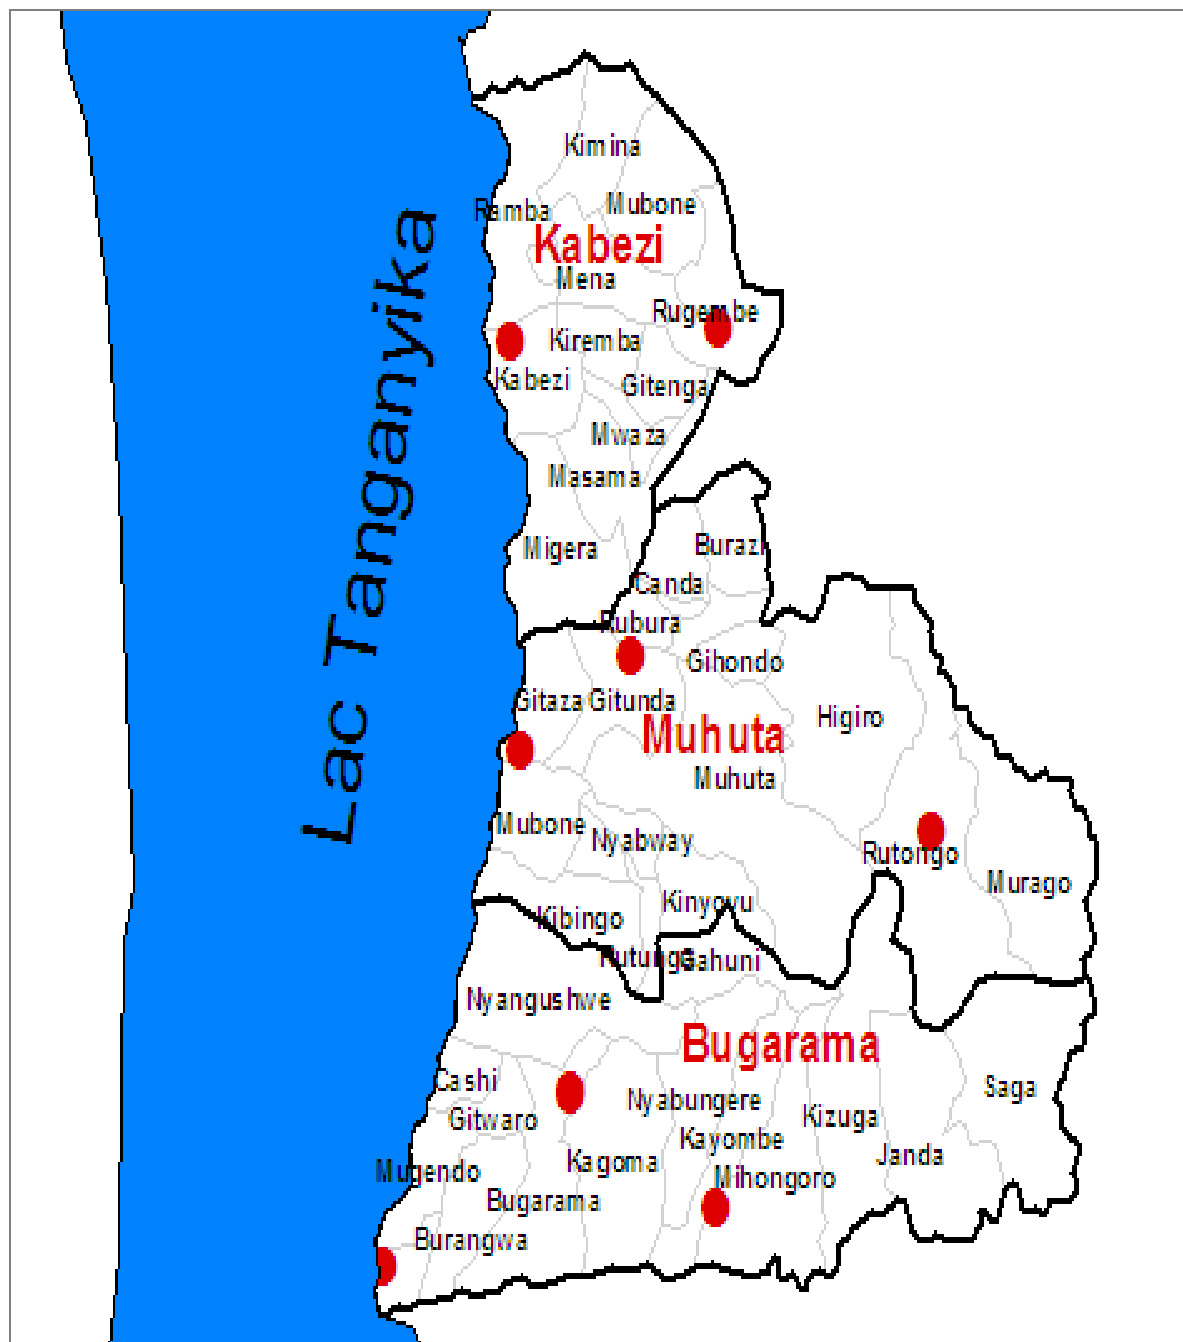 Kimina
Ramba
Mubone
Kabezi
Mena
Rugembe
Kiremba
Kabezi
Gitenga
Mwaza
Masama
Migera
Lac Tanganyika
Burazi
Canda
Rubura
Gihondo
Gitaza
Gitunda
Higiro
Muhuta
Muhuta
Mubone
Nyabway
Rutongo
Murago
Kinyovu
Kibingo
Gahuni
Nyangushwe
Bugarama
Cashi
Saga
Nyabungere
Gitwaro
Kizuga
Kayombe
Janda
Kagoma
Mugendo
Mihongoro
Bugarama
Burangwa